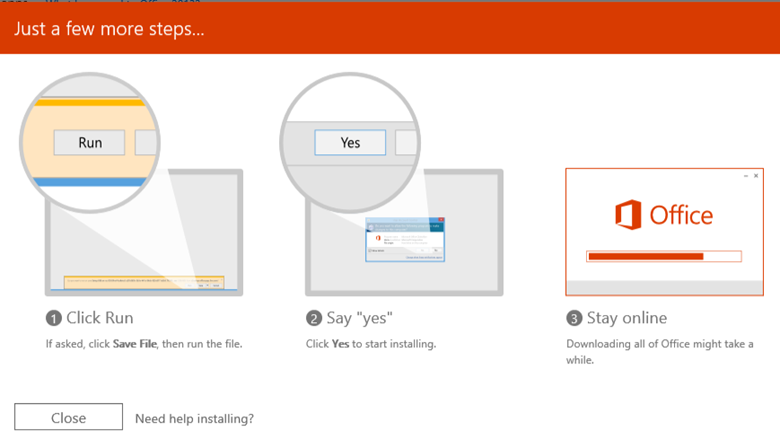 Just a few more steps...
Run
Yes
Office
1 Click Run
If asked, click Save File, then run the file.
2 Say "yes"
Click Yes to start installing.
3 Stay online
Downloading all of Office might take a
while.
Close
Need help installing?